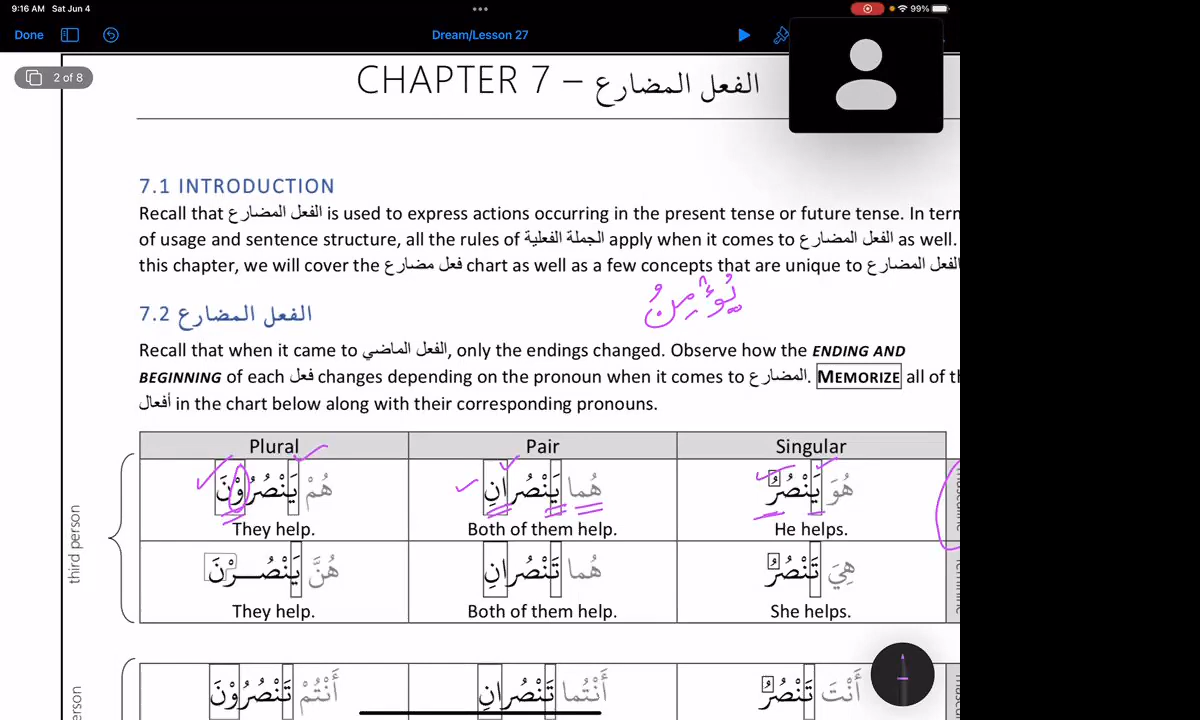 9:16 AM Sat Jun 4
99%
Done
Dream/Lesson 27
2 of 8
CHAPTER 7 – الفعل المضارع
7.1 INTRODUCTION
Recall that الفعل المضارع is used to express actions occurring in the present tense or future tense. In term
of usage and sentence structure, all the rules of الجملة الفعلية apply when it comes to الفعل المضارع as well.
this chapter, we will cover the فعل مضارع chart as well as a few concepts that are unique to الفعل المضارع
يُؤْمِنُ
7.2 الفعل المضارع
Recall that when it came to الفعل الماضي, only the endings changed. Observe how the ENDING AND
BEGINNING of each فعل changes depending on the pronoun when it comes to المضارع. MEMORIZE all of th
أفعال in the chart below along with their corresponding pronouns.
Plural Pair Singular
هُمْ يَنْصُرُوْنَ هُما يَنْصُرانِ هُوَ يَنْصُرُ
They help. Both of them help. He helps.
هُنَّ يَنْصُـــرْنَ هُما تَنْصُرانِ هِيَ تَنْصُرُ
They help. Both of them help. She helps.
third person
أَنْتُمْ تَنْصُرُوْنَ أَنْتُما تَنْصُرانِ أَنْتَ تَنْصُرُ
person